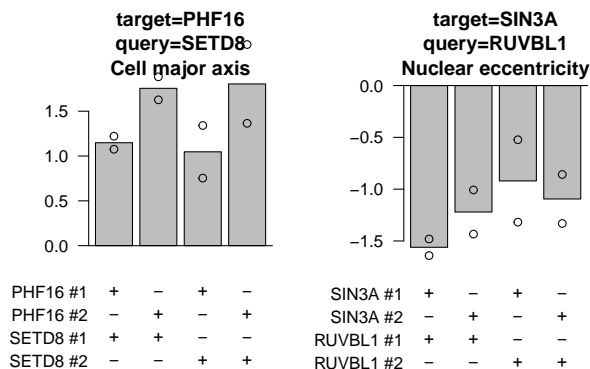 target=PHF16
query=SETD8
Cell major axis
1.5
1.0
0.5
0.0
PHF16 #1 + − + −
PHF16 #2 − + − +
SETD8 #1 + + − −
SETD8 #2 − − + +
target=SIN3A
query=RUVBL1
Nuclear eccentricity
0.0
−0.5
−1.0
−1.5
SIN3A #1 + − + −
SIN3A #2 − + − +
RUVBL1 #1 + + − −
RUVBL1 #2 − − + +